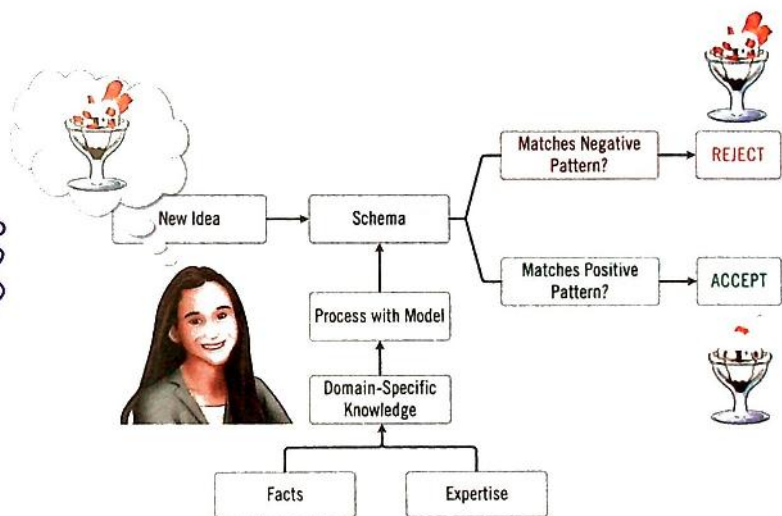 Matches Negative
Pattern?
REJECT
New Idea
Schema
Matches Positive
Pattern?
ACCEPT
Process with Model
Domain-Specific
Knowledge
Facts
Expertise